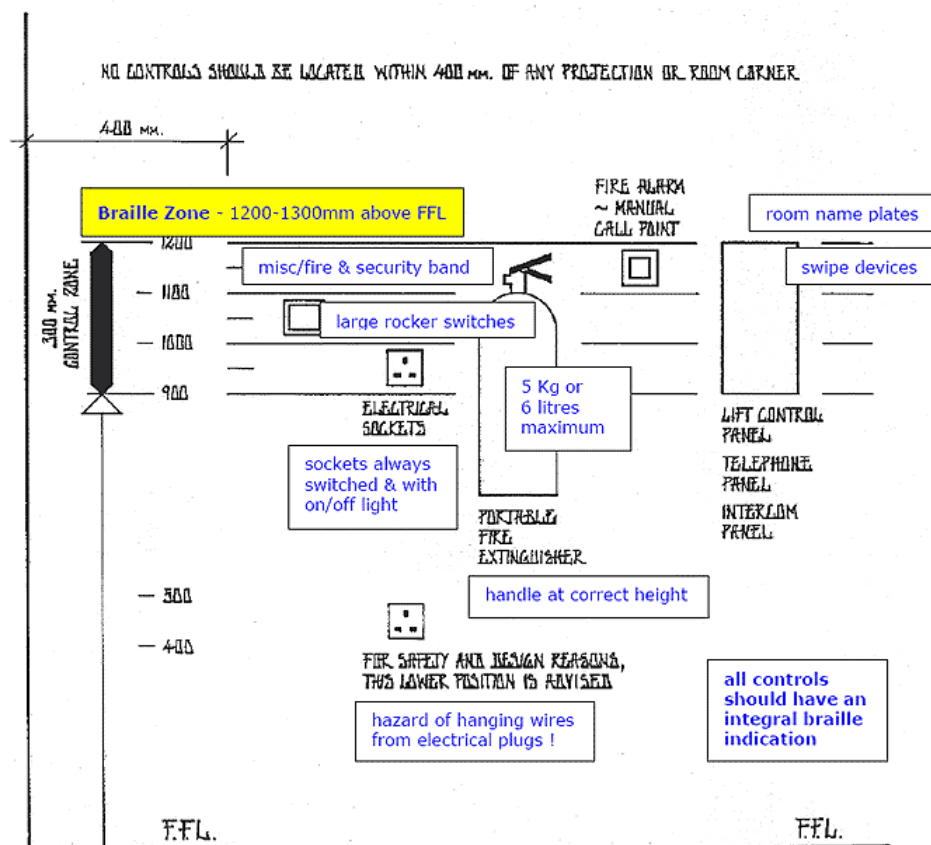 NO CONTROLS SHOULD BE LOCATED WITHIN 400 MM. OF ANY PROJECTION OR ROOM CORNER
400 MM.
Braille Zone - 1200-1300mm above FFL
FIRE ALARM
~ MANUAL
CALL POINT
room name plates
1200
misc/fire & security band
swipe devices
300 MM.
CONTROL ZONE
1100
large rocker switches
1000
900
ELECTRICAL
SOCKETS
5 Kg or
6 litres
maximum
LIFT CONTROL
PANEL
TELEPHONE
PANEL
INTERCOM
PANEL
sockets always
switched & with
on/off light
PORTABLE
FIRE
EXTINGUISHER
handle at correct height
500
400
FOR SAFETY AND DESIGN REASONS,
THIS LOWER POSITION IS ADVISED
hazard of hanging wires
from electrical plugs !
all controls
should have an
integral braille
indication
F.F.L.
F.F.L.